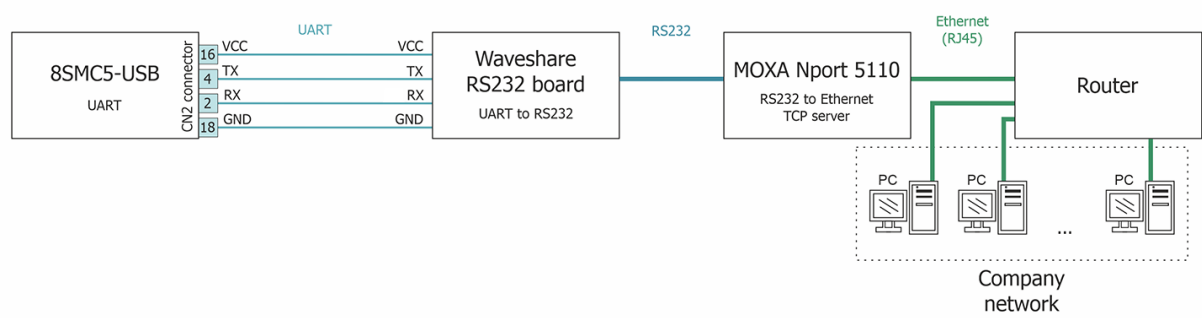 8SMC5-USB
UART
CN2 connector
16
4
2
18
VCC
TX
RX
GND
UART
VCC
TX
RX
GND
Waveshare
RS232 board
UART to RS232
RS232
MOXA Nport 5110
RS232 to Ethernet
TCP server
Ethernet
(RJ45)
Router
PC
PC
...
PC
Company
network